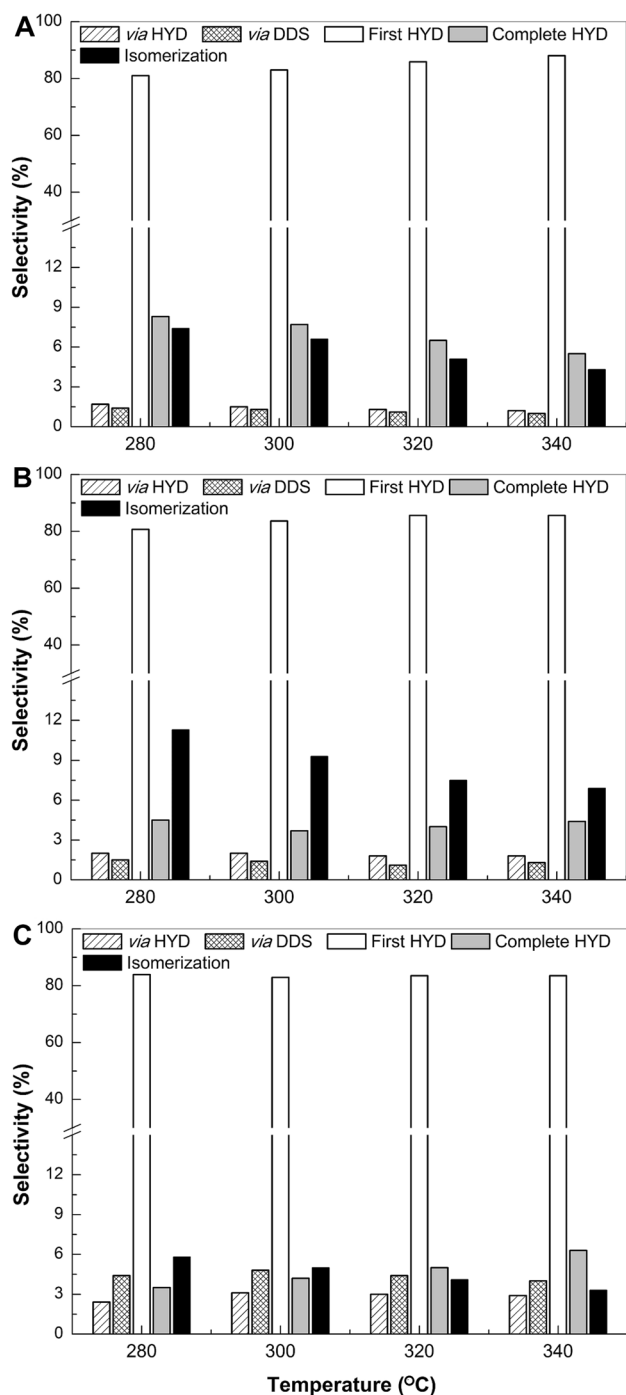 A
via HYD via DDS First HYD Complete HYD
Isomerization
Selectivity (%)
100
80
60
40
12
9
6
3
0
280 300 320 340
B
via HYD via DDS First HYD Complete HYD
Isomerization
Selectivity (%)
100
80
60
40
12
9
6
3
0
280 300 320 340
C
via HYD via DDS First HYD Complete HYD
Isomerization
Selectivity (%)
100
80
60
40
12
9
6
3
0
280 300 320 340
Temperature (ºC)